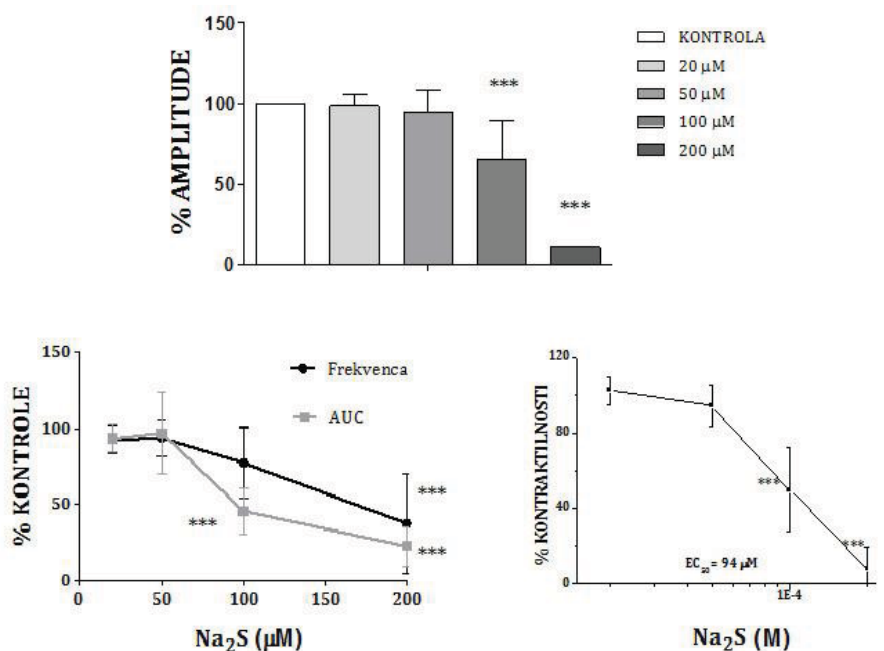 % AMPLITUDE
150
100
50
0
***
***
KONTROLA
20 µM
50 µM
100 µM
200 µM
% KONTROLE
150
100
50
0
Frekvenca
AUC
***
***
***
0
50
100
150
200
Na₂S (µM)
% KONTRAKTILNOSTI
120
80
40
0
***
***
EC₅₀ = 94 µM
1E-4
Na₂S (M)